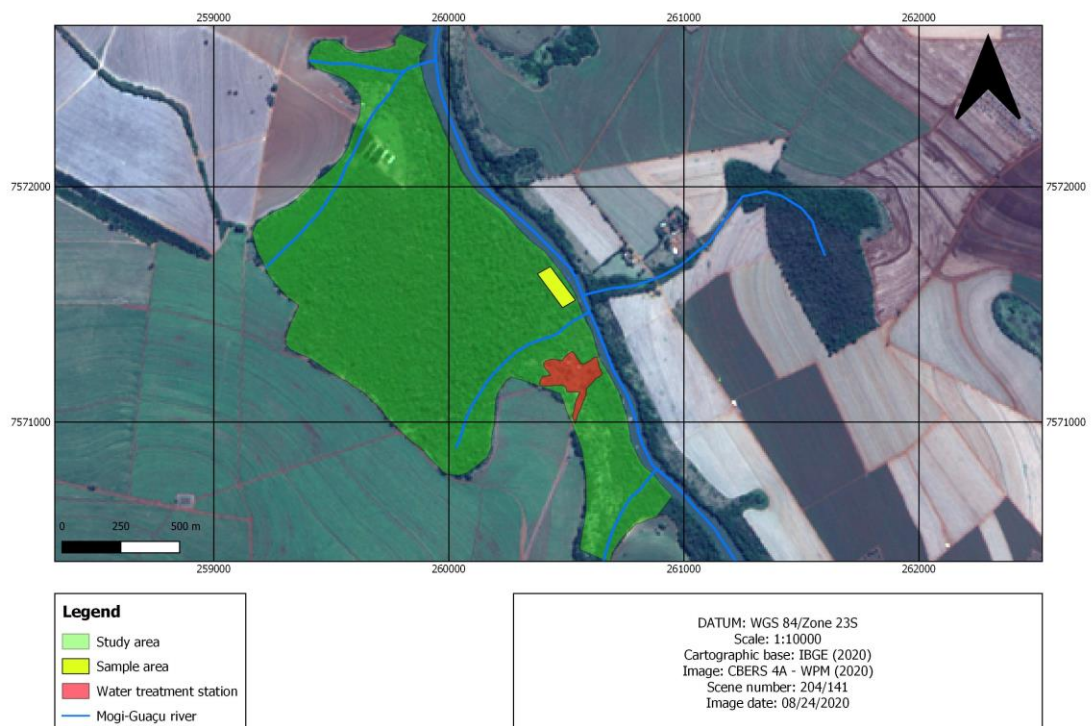 259000 260000 261000 262000
7572000 7572000
7571000 7571000
0 250 500 m
259000 260000 261000 262000
Legend
Study area
Sample area
Water treatment station
Mogi-Guaçu river
DATUM: WGS 84/Zone 23S
Scale: 1:10000
Cartographic base: IBGE (2020)
Image: CBERS 4A - WPM (2020)
Scene number: 204/141
Image date: 08/24/2020